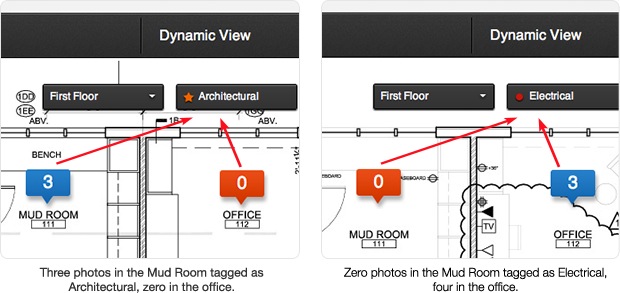 Dynamic View
First Floor
Architectural
1DD
1EE
ABV.
1B
1GG
ABV.
BENCH
3
0
MUD ROOM
111
OFFICE
112
Three photos in the Mud Room tagged as
Architectural, zero in the office.
Dynamic View
First Floor
Electrical
0
3
+36"
TV
MUD ROOM
111
OFFICE
112
Zero photos in the Mud Room tagged as Electrical,
four in the office.